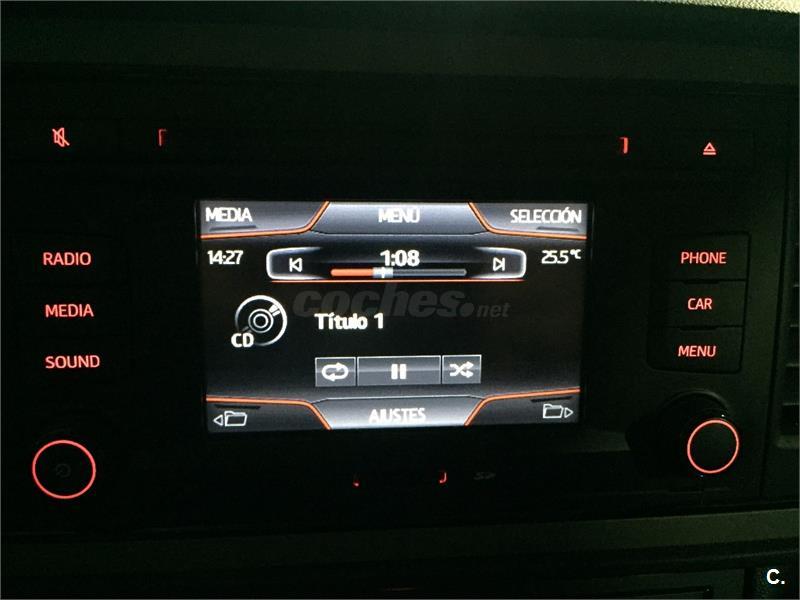 MEDIA MENÚ SELECCIÓN
14:27 1:08 25.5°C
RADIO
PHONE
MEDIA
CAR
coches.net
CD Título 1
SOUND
MENU
AJUSTES
SD
C.